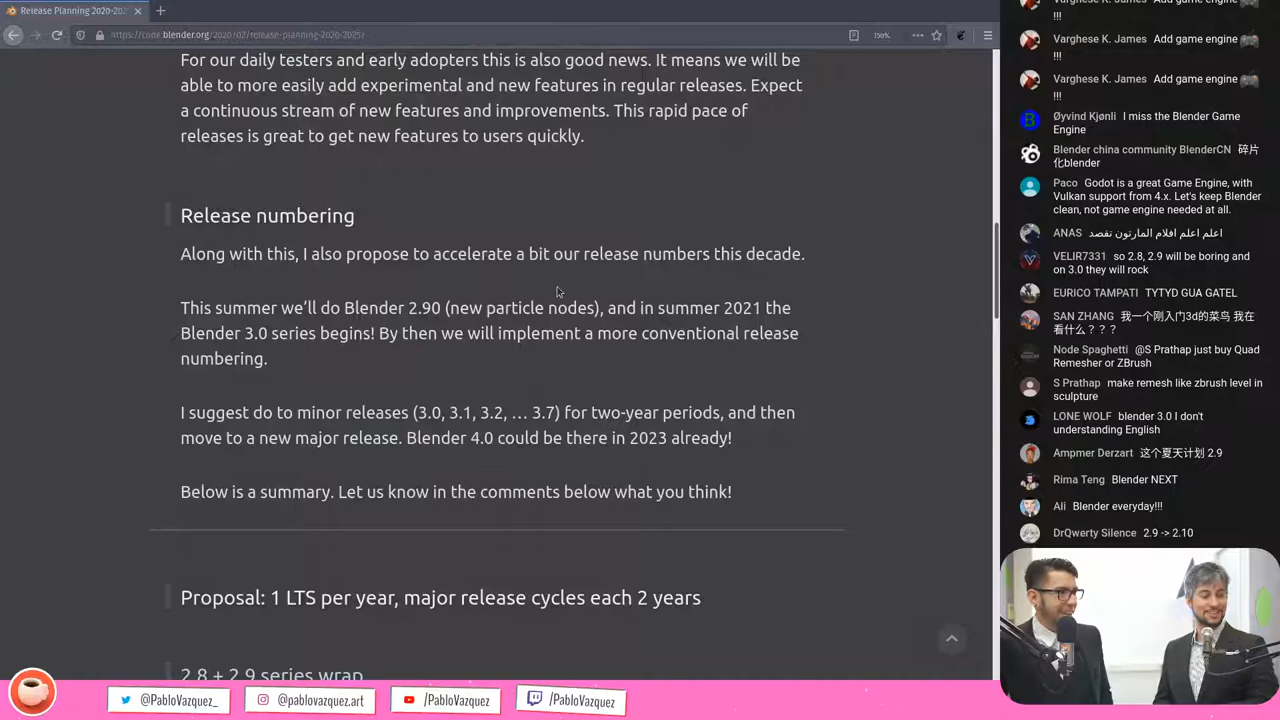 Release Planning 2020-202
https://code.blender.org/2020/02/release-planning-2020-2025/
150%
For our daily testers and early adopters this is also good news. It means we will be
able to more easily add experimental and new features in regular releases. Expect
a continuous stream of new features and improvements. This rapid pace of
releases is great to get new features to users quickly.
Release numbering
Along with this, I also propose to accelerate a bit our release numbers this decade.
This summer we'll do Blender 2.90 (new particle nodes), and in summer 2021 the
Blender 3.0 series begins! By then we will implement a more conventional release
numbering.
I suggest do to minor releases (3.0, 3.1, 3.2, … 3.7) for two-year periods, and then
move to a new major release. Blender 4.0 could be there in 2023 already!
Below is a summary. Let us know in the comments below what you think!
Proposal: 1 LTS per year, major release cycles each 2 years
2.8 + 2.9 series wrap
Varghese K. James Add game engine
!!!
Varghese K. James Add game engine
!!!
Varghese K. James Add game engine
!!!
Øyvind Kjønli I miss the Blender Game
Engine
Blender china community BlenderCN 碎片
化blender
Paco Godot is a great Game Engine, with
Vulkan support from 4.x. Let's keep Blender
clean, not game engine needed at all.
ANAS اعلم اعلم افلام المارتون تقصد
VELIR7331 so 2.8, 2.9 will be boring and
on 3.0 they will rock
EURICO TAMPATI TYTYD GUA GATEL
SAN ZHANG 我一个刚入门3d的菜鸟 我在
看什么？？？
Node Spaghetti @S Prathap just buy Quad
Remesher or ZBrush
S Prathap make remesh like zbrush level in
sculpture
LONE WOLF blender 3.0 I don't
understanding English
Ampmer Derzart 这个夏天计划 2.9
Rima Teng Blender NEXT
Ali Blender everyday!!!
DrQwerty Silence 2.9 -> 2.10
@PabloVazquez_
@pablovazquez.art
/PabloVazquez
/PabloVazquez